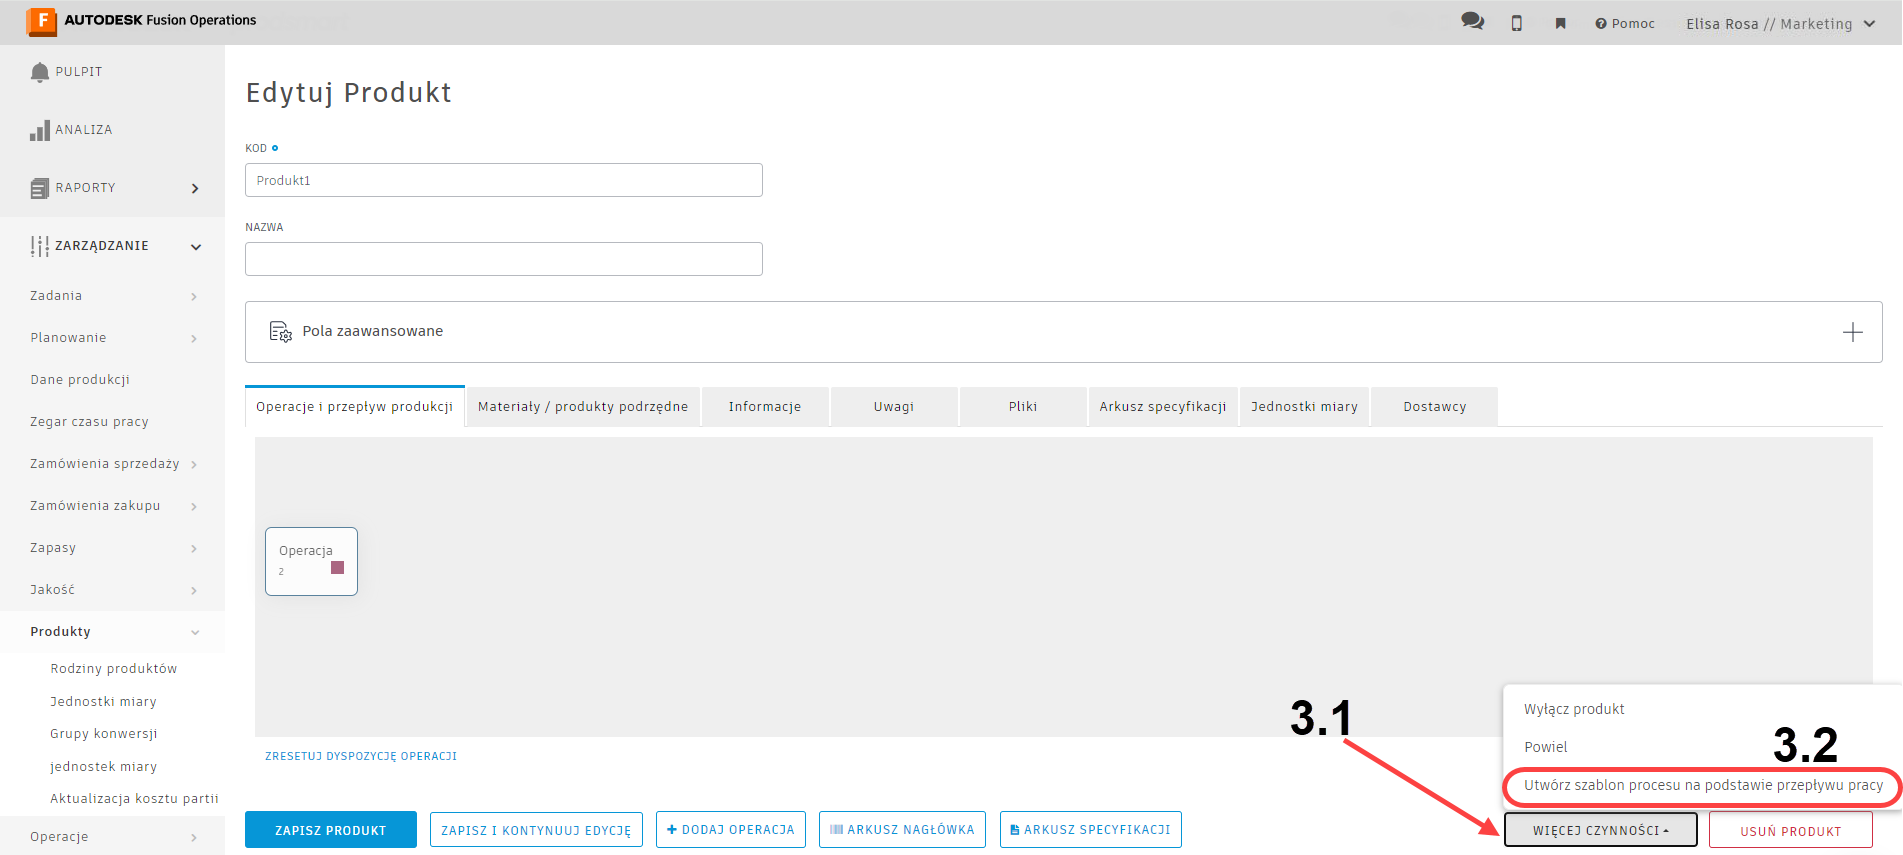 AUTODESK Fusion Operations
Pomoc
Elisa Rosa // Marketing
PULPIT
ANALIZA
RAPORTY
ZARZĄDZANIE
Zadania
Planowanie
Dane produkcji
Zegar czasu pracy
Zamówienia sprzedaży
Zamówienia zakupu
Zapasy
Jakość
Produkty
Rodziny produktów
Jednostki miary
Grupy konwersji
jednostek miary
Aktualizacja kosztu partii
Operacje
Edytuj Produkt
KOD
Produkt1
NAZWA
Pola zaawansowane
Operacje i przepływ produkcji
Materiały / produkty podrzędne
Informacje
Uwagi
Pliki
Arkusz specyfikacji
Jednostki miary
Dostawcy
Operacja
2
ZRESETUJ DYSPOZYCJĘ OPERACJI
3.1
Wyłącz produkt
Powiel
3.2
Utwórz szablon procesu na podstawie przepływu pracy
ZAPISZ PRODUKT
ZAPISZ I KONTYNUUJ EDYCJĘ
+ DODAJ OPERACJA
ARKUSZ NAGŁÓWKA
ARKUSZ SPECYFIKACJI
WIĘCEJ CZYNNOŚCI
USUŃ PRODUKT